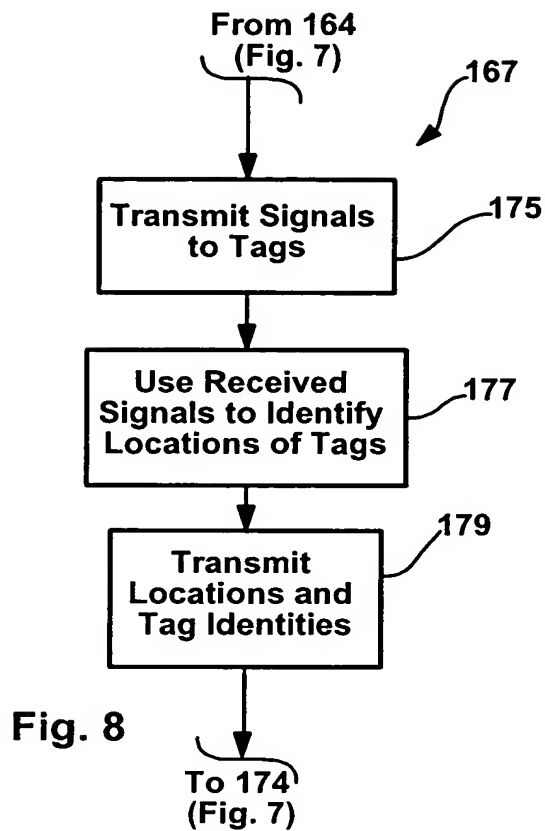 From 164
(Fig. 7)
167
Transmit Signals
to Tags
175
Use Received
Signals to Identify
Locations of Tags
177
Transmit
Locations and
Tag Identities
179
Fig. 8
To 174
(Fig. 7)